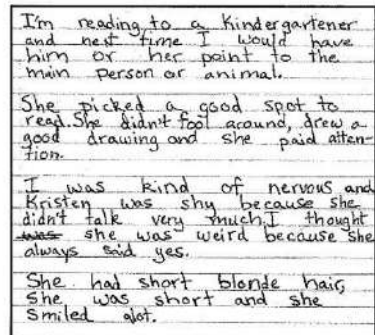 I'm reading to a kindergartener
and next time I would have
him or her point to the
main person or animal.
She picked a good spot to
read. She didn't fool around, drew a
good drawing and she paid atten-
tion.
I was kind of nervous and
Kristen was shy because she
didn't talk very much, I thought
was she was weird because she
always said yes.
She had short blonde hair,
She was short and she
smiled alot.